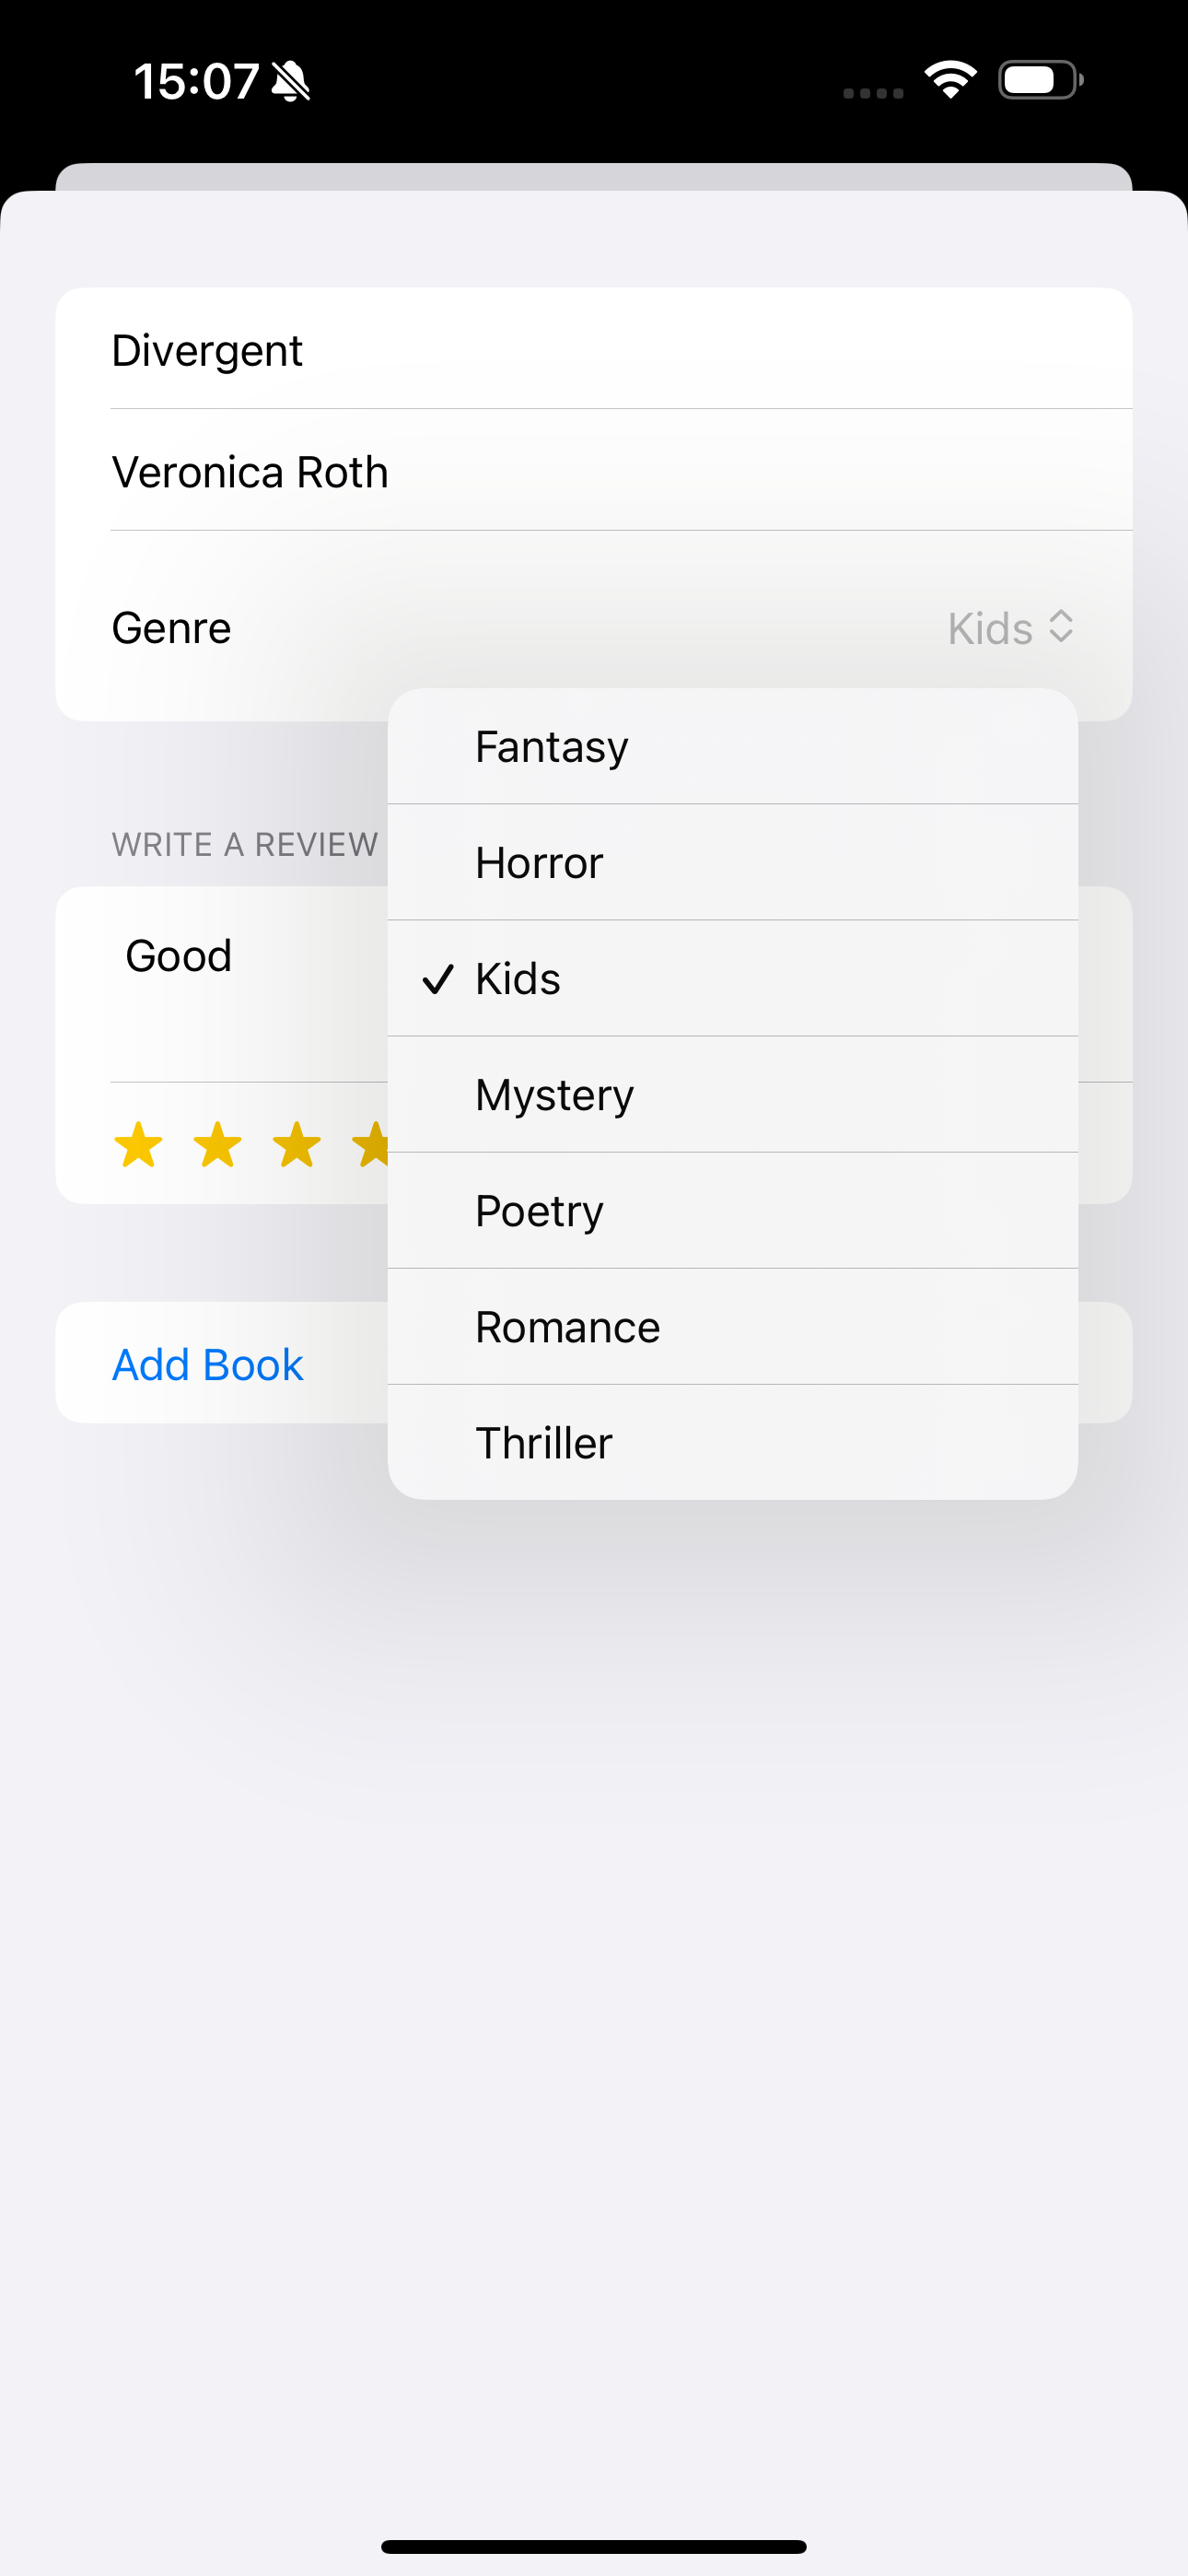 15:07
Divergent
Veronica Roth
Genre
Kids
Fantasy
Horror
Kids
Mystery
Poetry
Romance
Thriller
WRITE A REVIEW
Good
Add Book